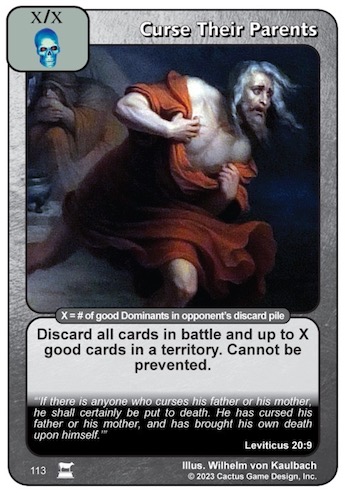 X/X
Curse Their Parents
X = # of good Dominants in opponent's discard pile
Discard all cards in battle and up to X
good cards in a territory. Cannot be
prevented.
"'If there is anyone who curses his father or his mother,
he shall certainly be put to death. He has cursed his
father or his mother, and has brought his own death
upon himself.'"
Leviticus 20:9
113
Illus. Wilhelm von Kaulbach
© 2023 Cactus Game Design, Inc.